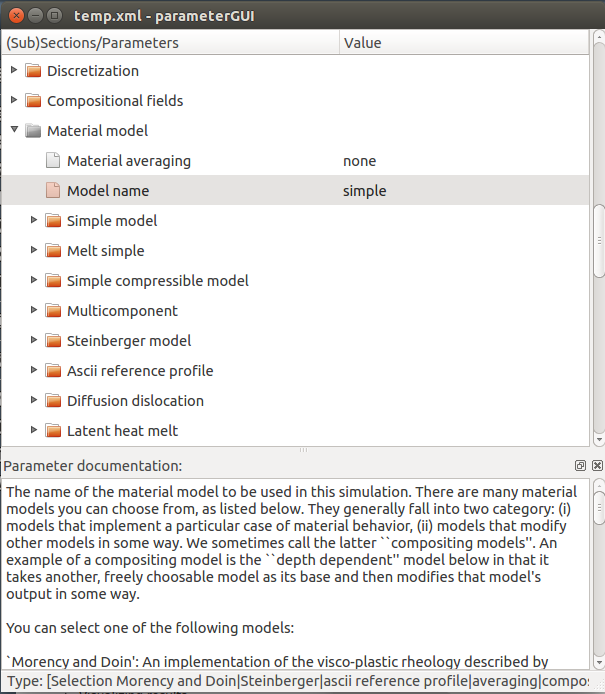 temp.xml - parameterGUI
(Sub)Sections/Parameters Value
Discretization
Compositional fields
Material model
Material averaging none
Model name simple
Simple model
Melt simple
Simple compressible model
Multicomponent
Steinberger model
Ascii reference profile
Diffusion dislocation
Latent heat melt
Parameter documentation:
The name of the material model to be used in this simulation. There are many material
models you can choose from, as listed below. They generally fall into two category: (i)
models that implement a particular case of material behavior, (ii) models that modify
other models in some way. We sometimes call the latter ``compositing models''. An
example of a compositing model is the ``depth dependent'' model below in that it
takes another, freely choosable model as its base and then modifies that model's
output in some way.
You can select one of the following models:
`Morency and Doin': An implementation of the visco-plastic rheology described by
Type: [Selection Morency and Doin|Steinberger|ascii reference profile|averaging|compos